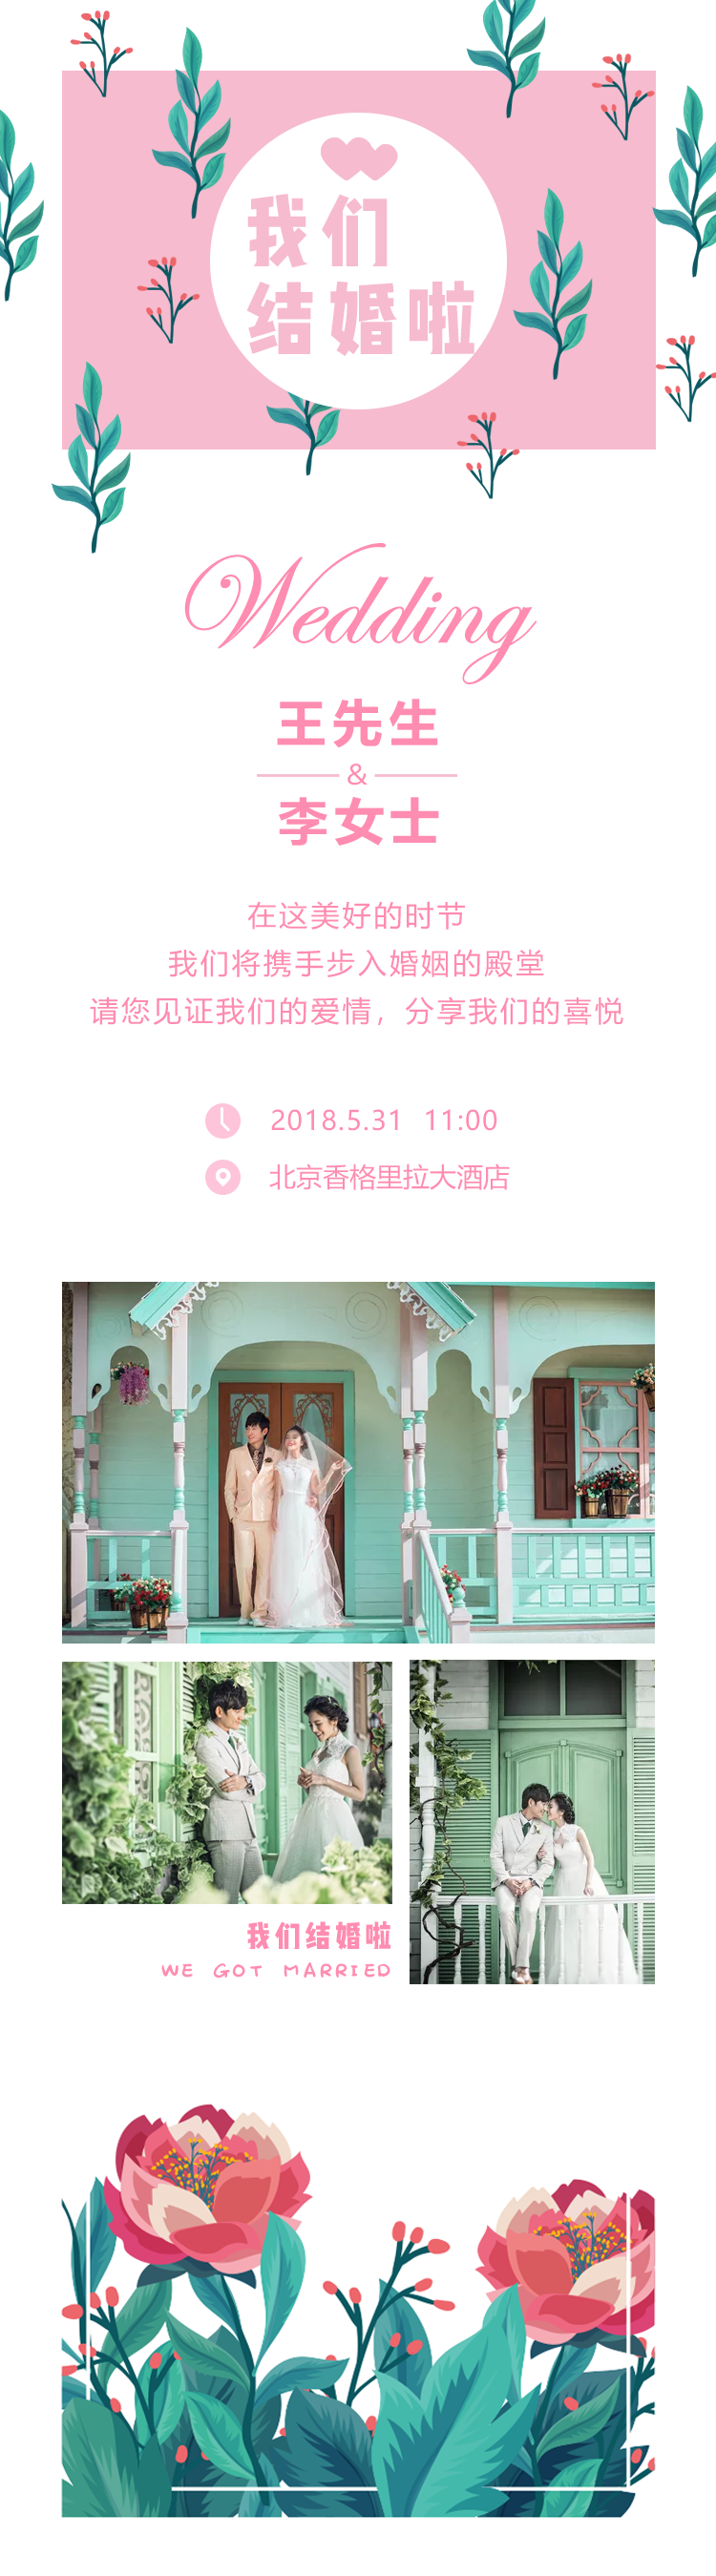 我们
结婚啦
Wedding
王先生
&
李女士
在这美好的时节
我们将携手步入婚姻的殿堂
请您见证我们的爱情，分享我们的喜悦
2018.5.31 11:00
北京香格里拉大酒店
我们结婚啦
WE GOT MARRIED